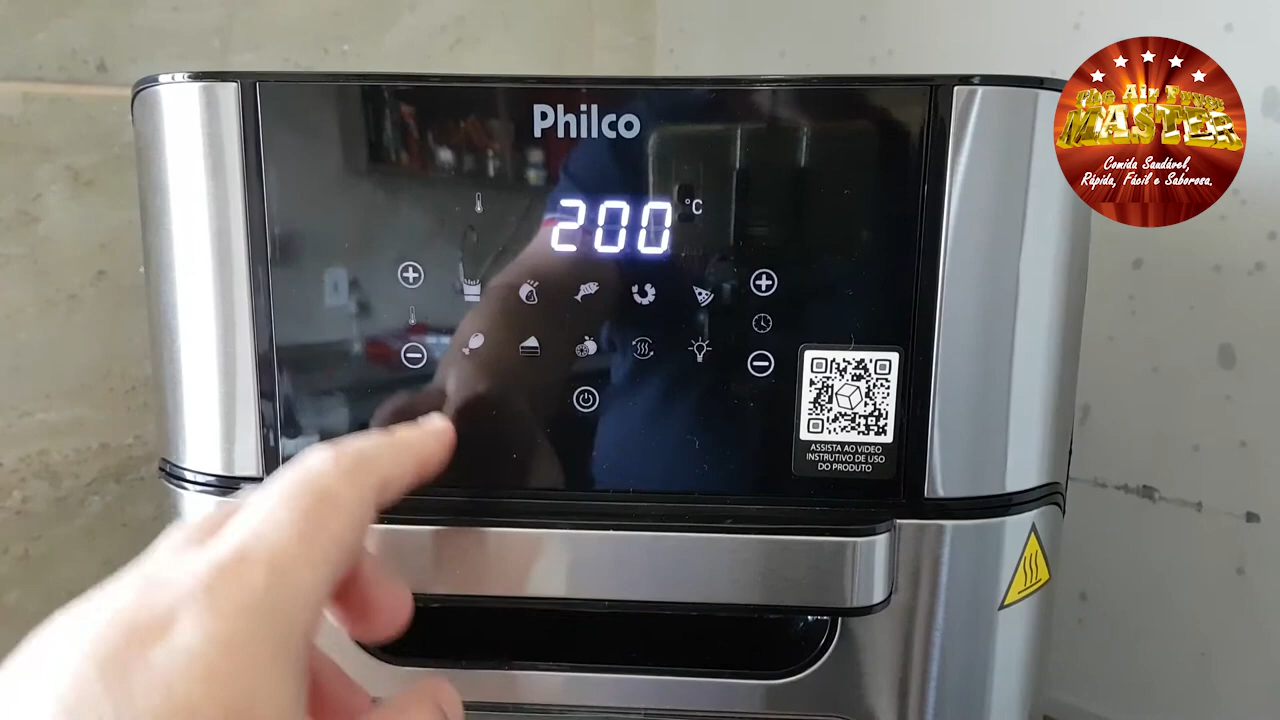 Philco
200
°C
ASSISTA AO VIDEO
INSTRUTIVO DE USO
DO PRODUTO
The Air Fryer
MASTER
Comida Saudável,
Rápida, Fácil e Saborosa.